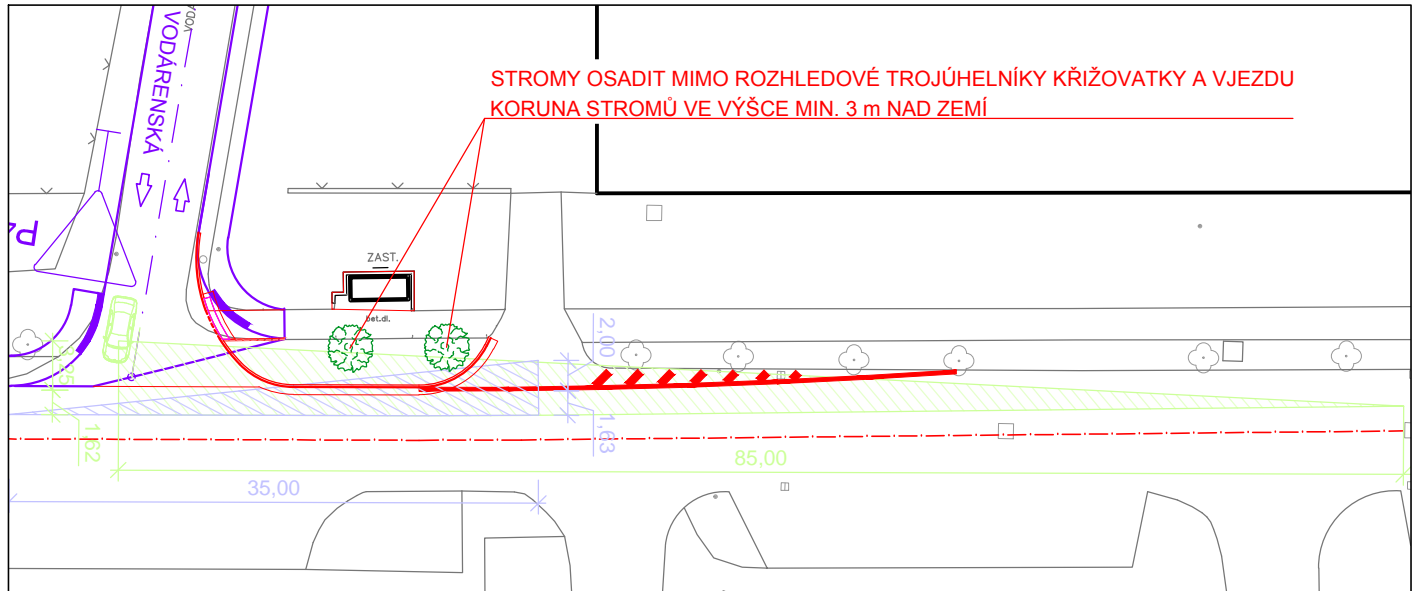 VODÁRENSKÁ
VODA
STROMY OSADIT MIMO ROZHLEDOVÉ TROJÚHELNÍKY KŘIŽOVATKY A VJEZDU
KORUNA STROMŮ VE VÝŠCE MIN. 3 m NAD ZEMÍ
ZAST.
bet.dl.
2,00
1,63
1,62
85,00
35,00